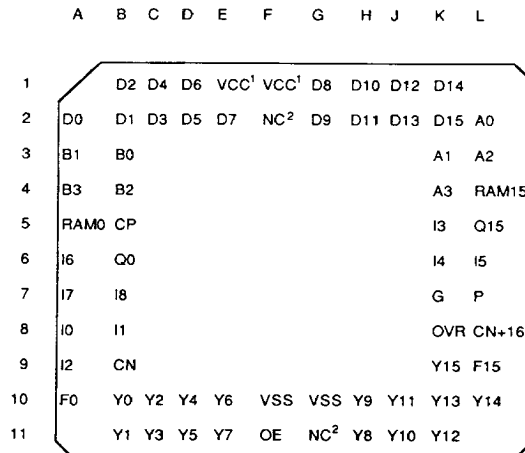 A B C D E F G H J K L
1 D2 D4 D6 VCC¹ VCC¹ D8 D10 D12 D14
2 D0 D1 D3 D5 D7 NC² D9 D11 D13 D15 A0
3 B1 B0 A1 A2
4 B3 B2 A3 RAM15
5 RAM0 CP I3 Q15
6 I6 Q0 I4 I5
7 I7 I8 G P
8 I0 I1 OVR CN+16
9 I2 CN Y15 F15
10 F0 Y0 Y2 Y4 Y6 VSS VSS Y9 Y11 Y13 Y14
11 Y1 Y3 Y5 Y7 OE NC² Y8 Y10 Y12